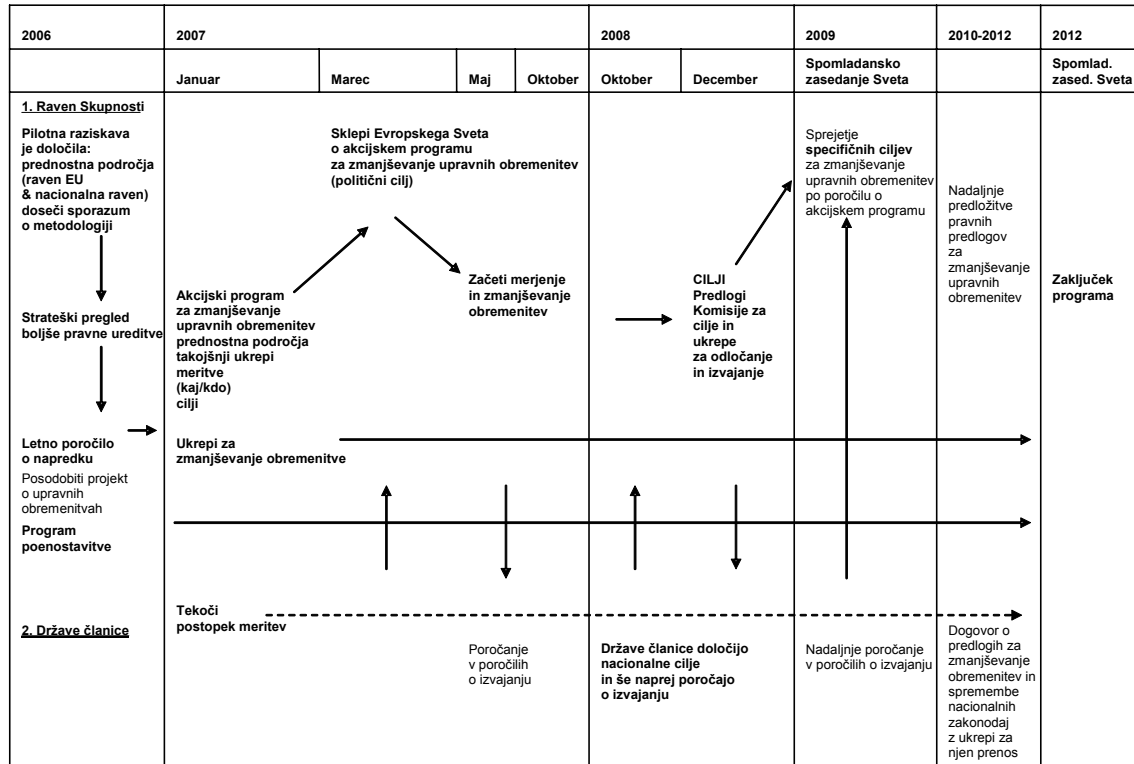 2006
2007
2008
2009
2010-2012
2012
Januar
Marec
Maj
Oktober
Oktober
December
Spomladansko
zasedanje Sveta
Spomlad.
zased. Sveta
1. Raven Skupnosti
Pilotna raziskava
je določila:
prednostna področja
(raven EU
& nacionalna raven)
doseči sporazum
o metodologiji
Strateški pregled
boljše pravne ureditve
Letno poročilo
o napredku
Posodobiti projekt
o upravnih
obremenitvah
Program
poenostavitve
2. Države članice
Akcijski program
za zmanjševanje
upravnih obremenitev
prednostna področja
takojšnji ukrepi
meritve
(kaj/kdo)
cilji
Ukrepi za
zmanjševanje obremenitve
Tekoči
postopek meritev
Sklepi Evropskega Sveta
o akcijskem programu
za zmanjševanje upravnih obremenitev
(politični cilj)
Začeti merjenje
in zmanjševanje
obremenitev
Poročanje
v poročilih
o izvajanju
CILJI
Predlogi
Komisije za
cilje in
ukrepe
za odločanje
in izvajanje
Države članice določijo
nacionalne cilje
in še naprej poročajo
o izvajanju
Sprejetje
specifičnih ciljev
za zmanjševanje
upravnih obremenitev
po poročilu o
akcijskem programu
Nadaljnje poročanje
v poročilih o izvajanju
Nadaljnje
predložitve
pravnih
predlogov
za
zmanjševanje
upravnih
obremenitev
Dogovor o
predlogih za
zmanjševanje
obremenitev in
spremembe
nacionalnih
zakonodaj
z ukrepi za
njen prenos
Zaključek
programa